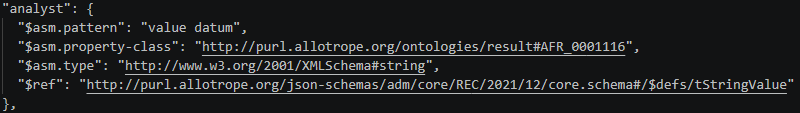 "analyst": {
"$asm.pattern": "value datum",
"$asm.property-class": "http://purl.allotrope.org/ontologies/result#AFR_0001116",
"$asm.type": "http://www.w3.org/2001/XMLSchema#string",
"$ref": "http://purl.allotrope.org/json-schemas/adm/core/REC/2021/12/core.schema#/$defs/tStringValue"
},